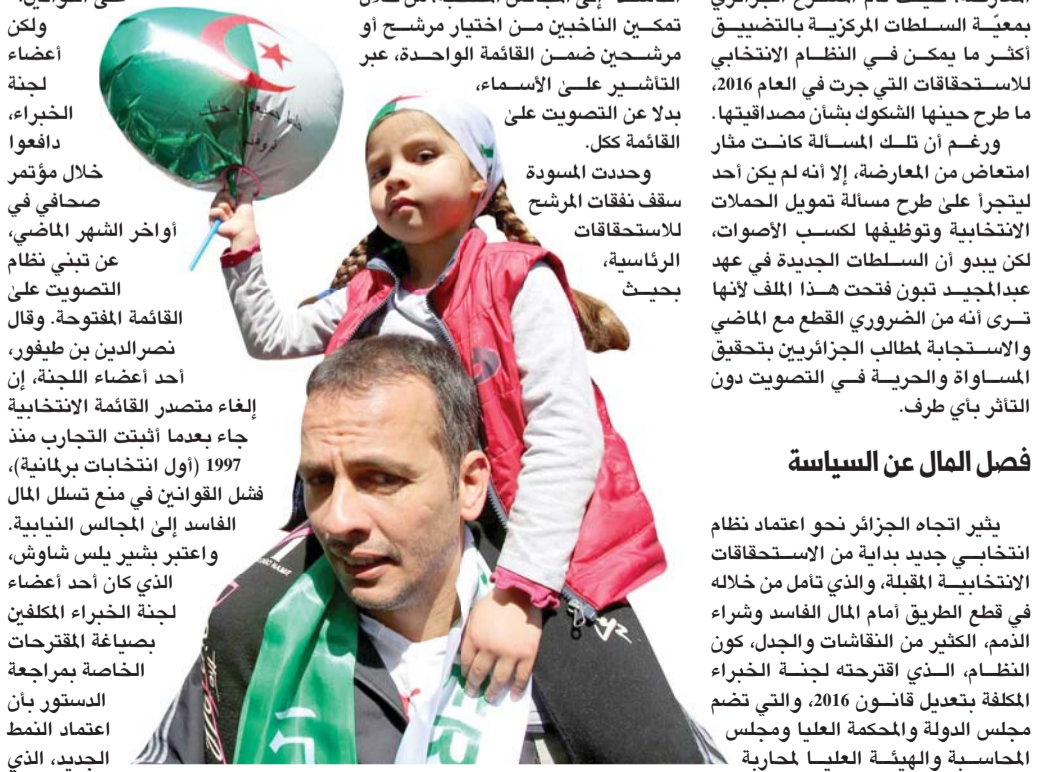 بمعيّة السلطات المركزية بالتضييق
أكثر ما يمكن في النظام الانتخابي
للاستحقاقات التي جرت في العام 2016،
ما طرح حينها الشكوك بشأن مصداقيتها.
ورغم أن تلك المسألة كانت مثار
امتعاض من المعارضة، إلا أنه لم يكن أحد
ليتجرأ على طرح مسألة تمويل الحملات
الانتخابية وتوظيفها لكسب الأصوات،
لكن يبدو أن السلطات الجديدة في عهد
عبدالمجيد تبون فتحت هذا الملف لأنها
ترى أنه من الضروري القطع مع الماضي
والاستجابة لمطالب الجزائريين بتحقيق
المساواة والحرية في التصويت دون
التأثر بأي طرف.
فصل المال عن السياسة
يثير اتجاه الجزائر نحو اعتماد نظام
انتخابي جديد بداية من الاستحقاقات
الانتخابية المقبلة، والذي تأمل من خلاله
في قطع الطريق أمام المال الفاسد وشراء
الذمم، الكثير من النقاشات والجدل، كون
النظام، الذي اقترحته لجنة الخبراء
المكلفة بتعديل قانون 2016، والتي تضم
مجلس الدولة والمحكمة العليا ومجلس
المحاسبة والهيئة العليا لمحاربة
تمكين الناخبين من اختيار مرشح أو
مرشحين ضمن القائمة الواحدة، عبر
التأشير على الأسماء،
بدلا عن التصويت على
القائمة ككل.
وحددت المسودة
سقف نفقات المرشح
للاستحقاقات
الرئاسية،
بحيث
ولكن
أعضاء
لجنة
الخبراء،
دافعوا
خلال مؤتمر
صحافي في
أواخر الشهر الماضي،
عن تبني نظام
التصويت على
القائمة المفتوحة. وقال
نصرالدين بن طيفور،
أحد أعضاء اللجنة، إن
إلغاء متصدر القائمة الانتخابية
جاء بعدما أثبتت التجارب منذ
1997 (أول انتخابات برلمانية)،
فشل القوانين في منع تسلل المال
الفاسد إلى المجالس النيابية.
واعتبر بشير يلس شاوش،
الذي كان أحد أعضاء
لجنة الخبراء المكلفين
بصياغة المقترحات
الخاصة بمراجعة
الدستور بأن
اعتماد النمط
الجديد، الذي